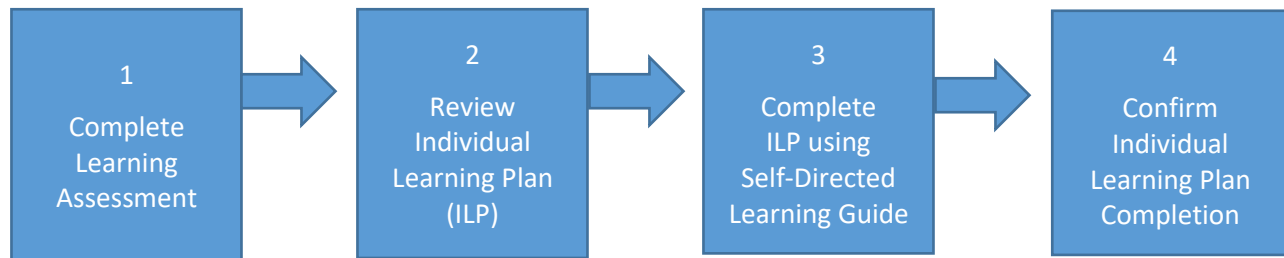 1
Complete
Learning
Assessment
2
Review
Individual
Learning Plan
(ILP)
3
Complete
ILP using
Self-Directed
Learning Guide
4
Confirm
Individual
Learning Plan
Completion